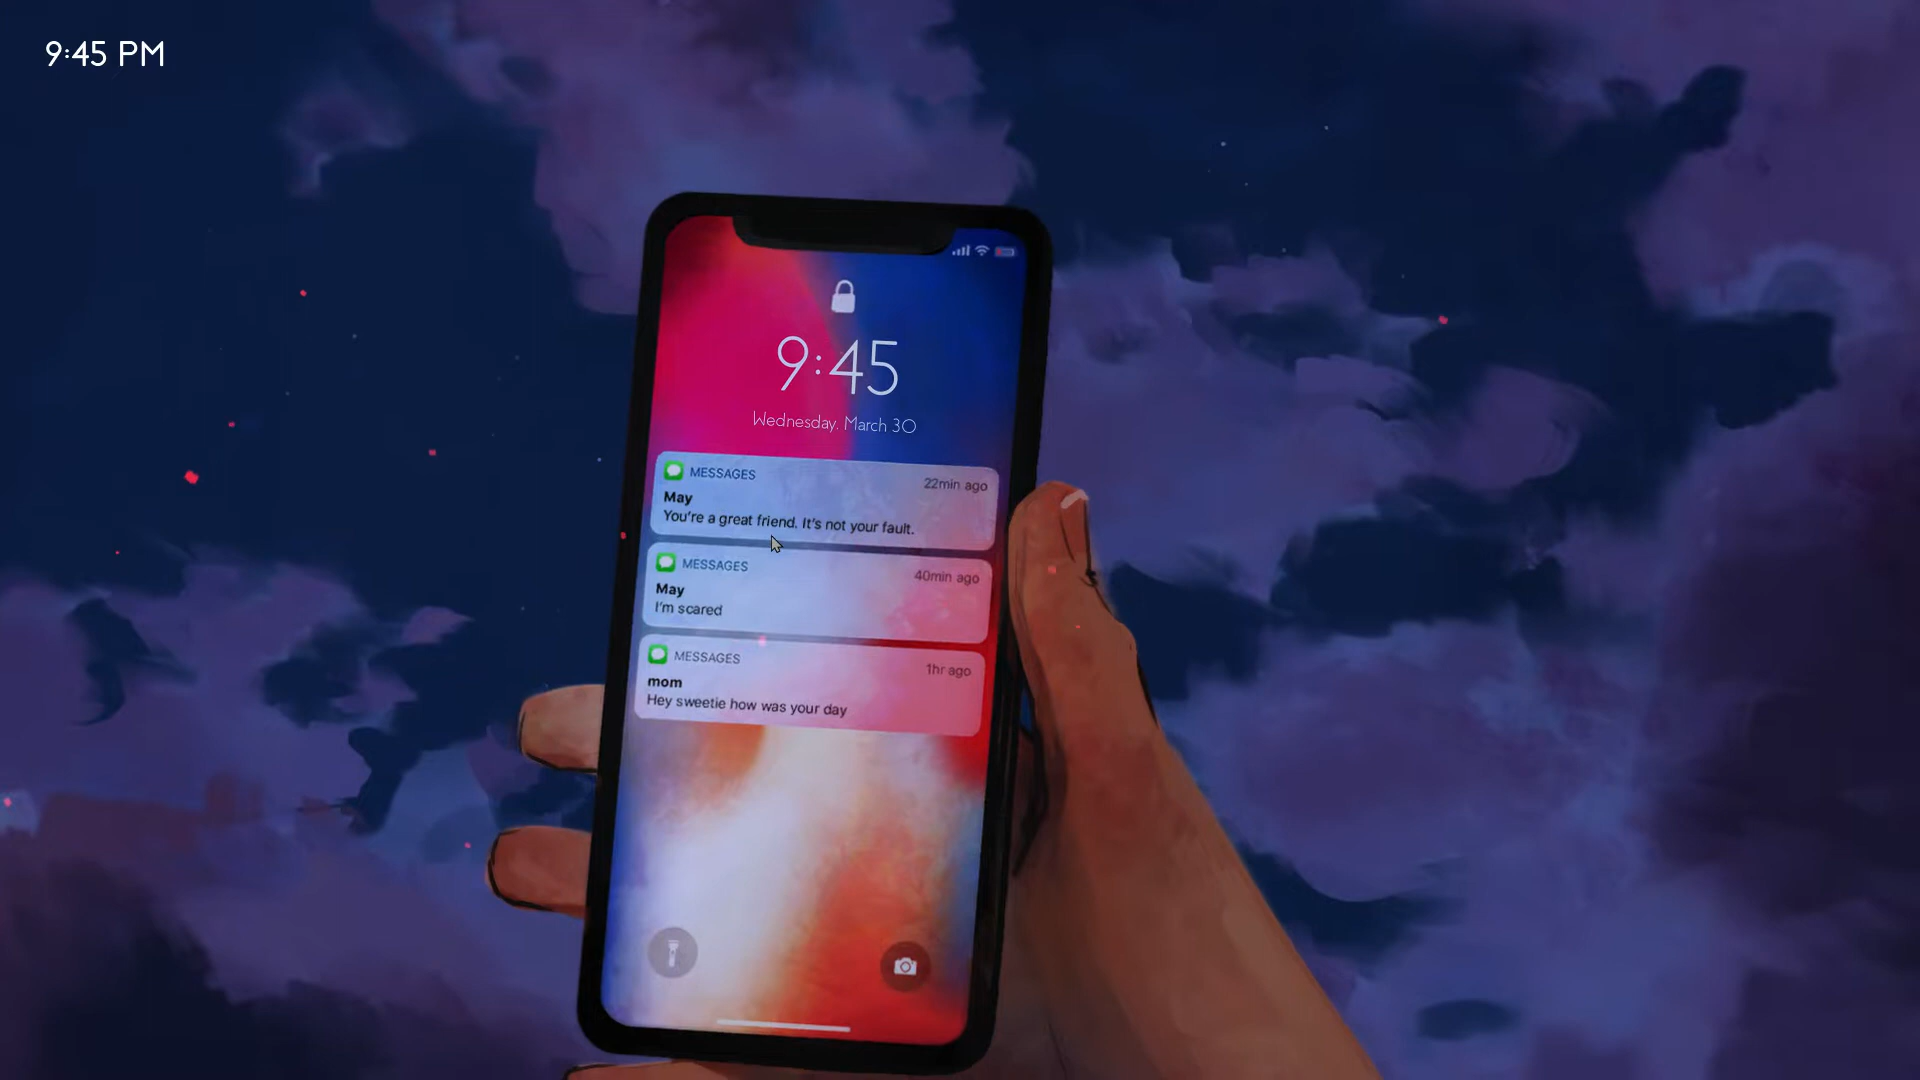 9:45 PM
9:45
Wednesday. March 30
MESSAGES
22min ago
May
You're a great friend. It's not your fault.
MESSAGES
40min ago
May
I'm scared
MESSAGES
1hr ago
mom
Hey sweetie how was your day